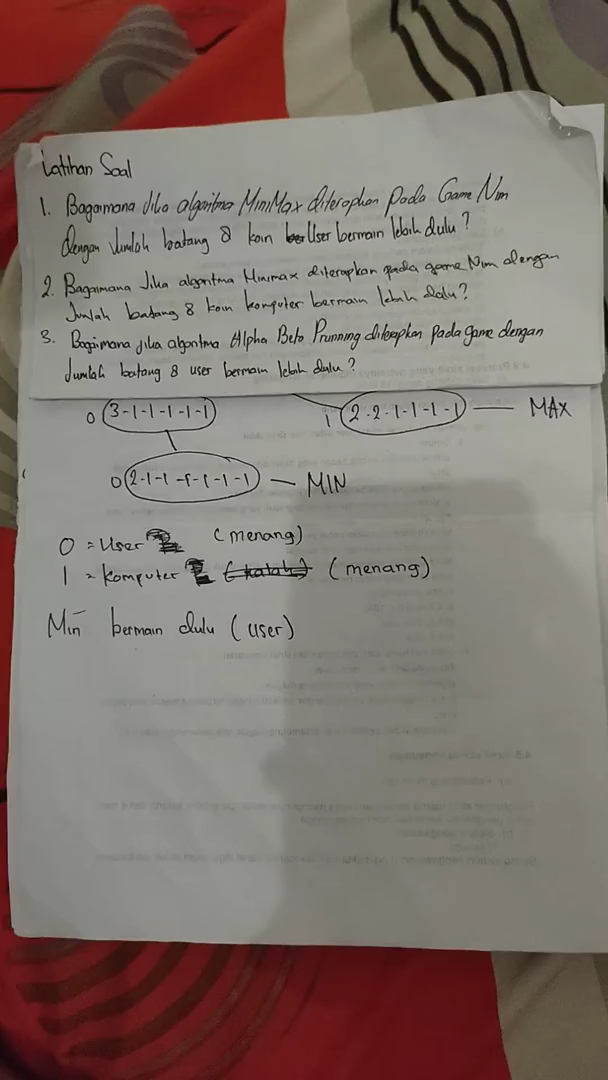 Latihan Soal
1. Bagaimana jika algoritma MiniMax diterapkan pada Game Nim
dengan Jumlah batang 8 koin User bermain lebih dulu?
2. Bagaimana Jika algoritma Minimax diterapkan pada game Nim dengan
Jumlah batang 8 koin komputer bermain lebih dulu?
3. Bagaimana jika algoritma Alpha Beta Prunning diterapkan pada game dengan
Jumlah batang 8 user bermain lebih dulu?
0 3-1-1-1-1-1 1 2-2-1-1-1-1 — MAX
0 2-1-1-1-1-1-1 — MIN
0 = User (menang)
1 = komputer (kalah) (menang)
Min bermain dulu (user)